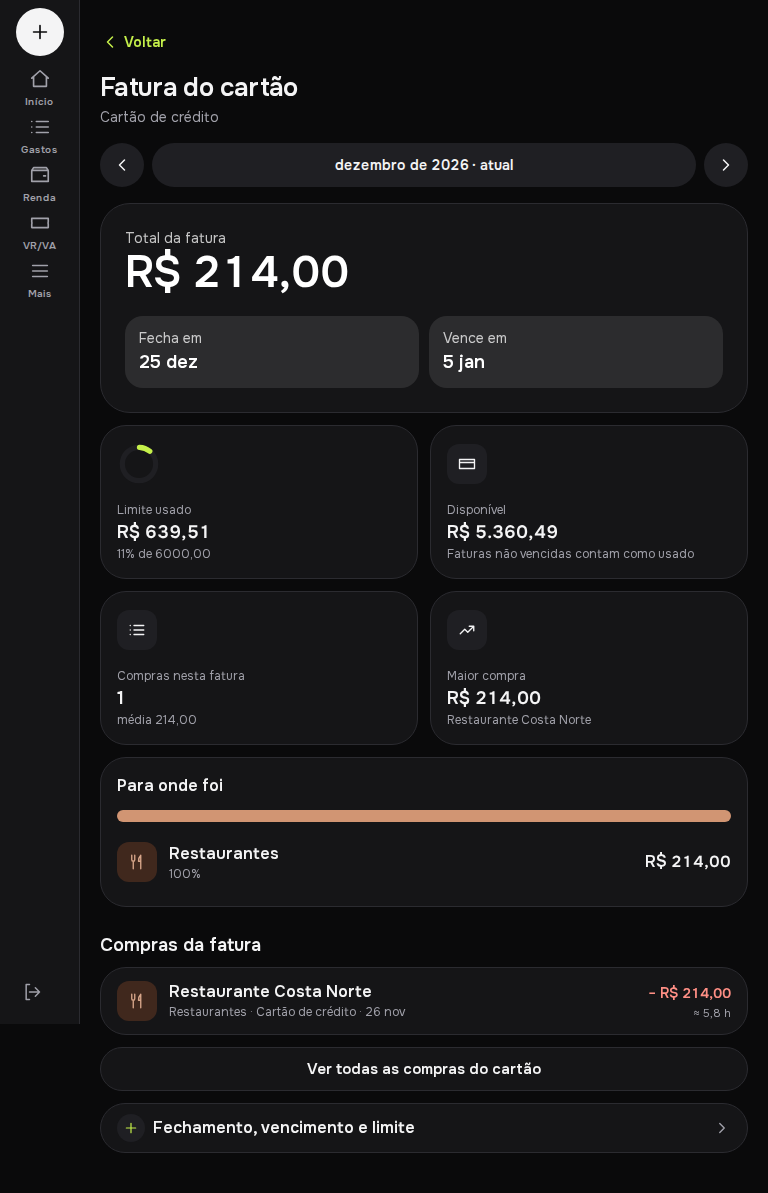 Início
Gastos
Renda
VR/VA
Mais
Voltar
Fatura do cartão
Cartão de crédito
dezembro de 2026 · atual
Total da fatura
R$ 214,00
Fecha em
25 dez
Vence em
5 jan
Limite usado
R$ 639,51
11% de 6000,00
Disponível
R$ 5.360,49
Faturas não vencidas contam como usado
Compras nesta fatura
1
média 214,00
Maior compra
R$ 214,00
Restaurante Costa Norte
Para onde foi
Restaurantes
100%
R$ 214,00
Compras da fatura
Restaurante Costa Norte
Restaurantes · Cartão de crédito · 26 nov
− R$ 214,00
≈ 5,8 h
Ver todas as compras do cartão
Fechamento, vencimento e limite